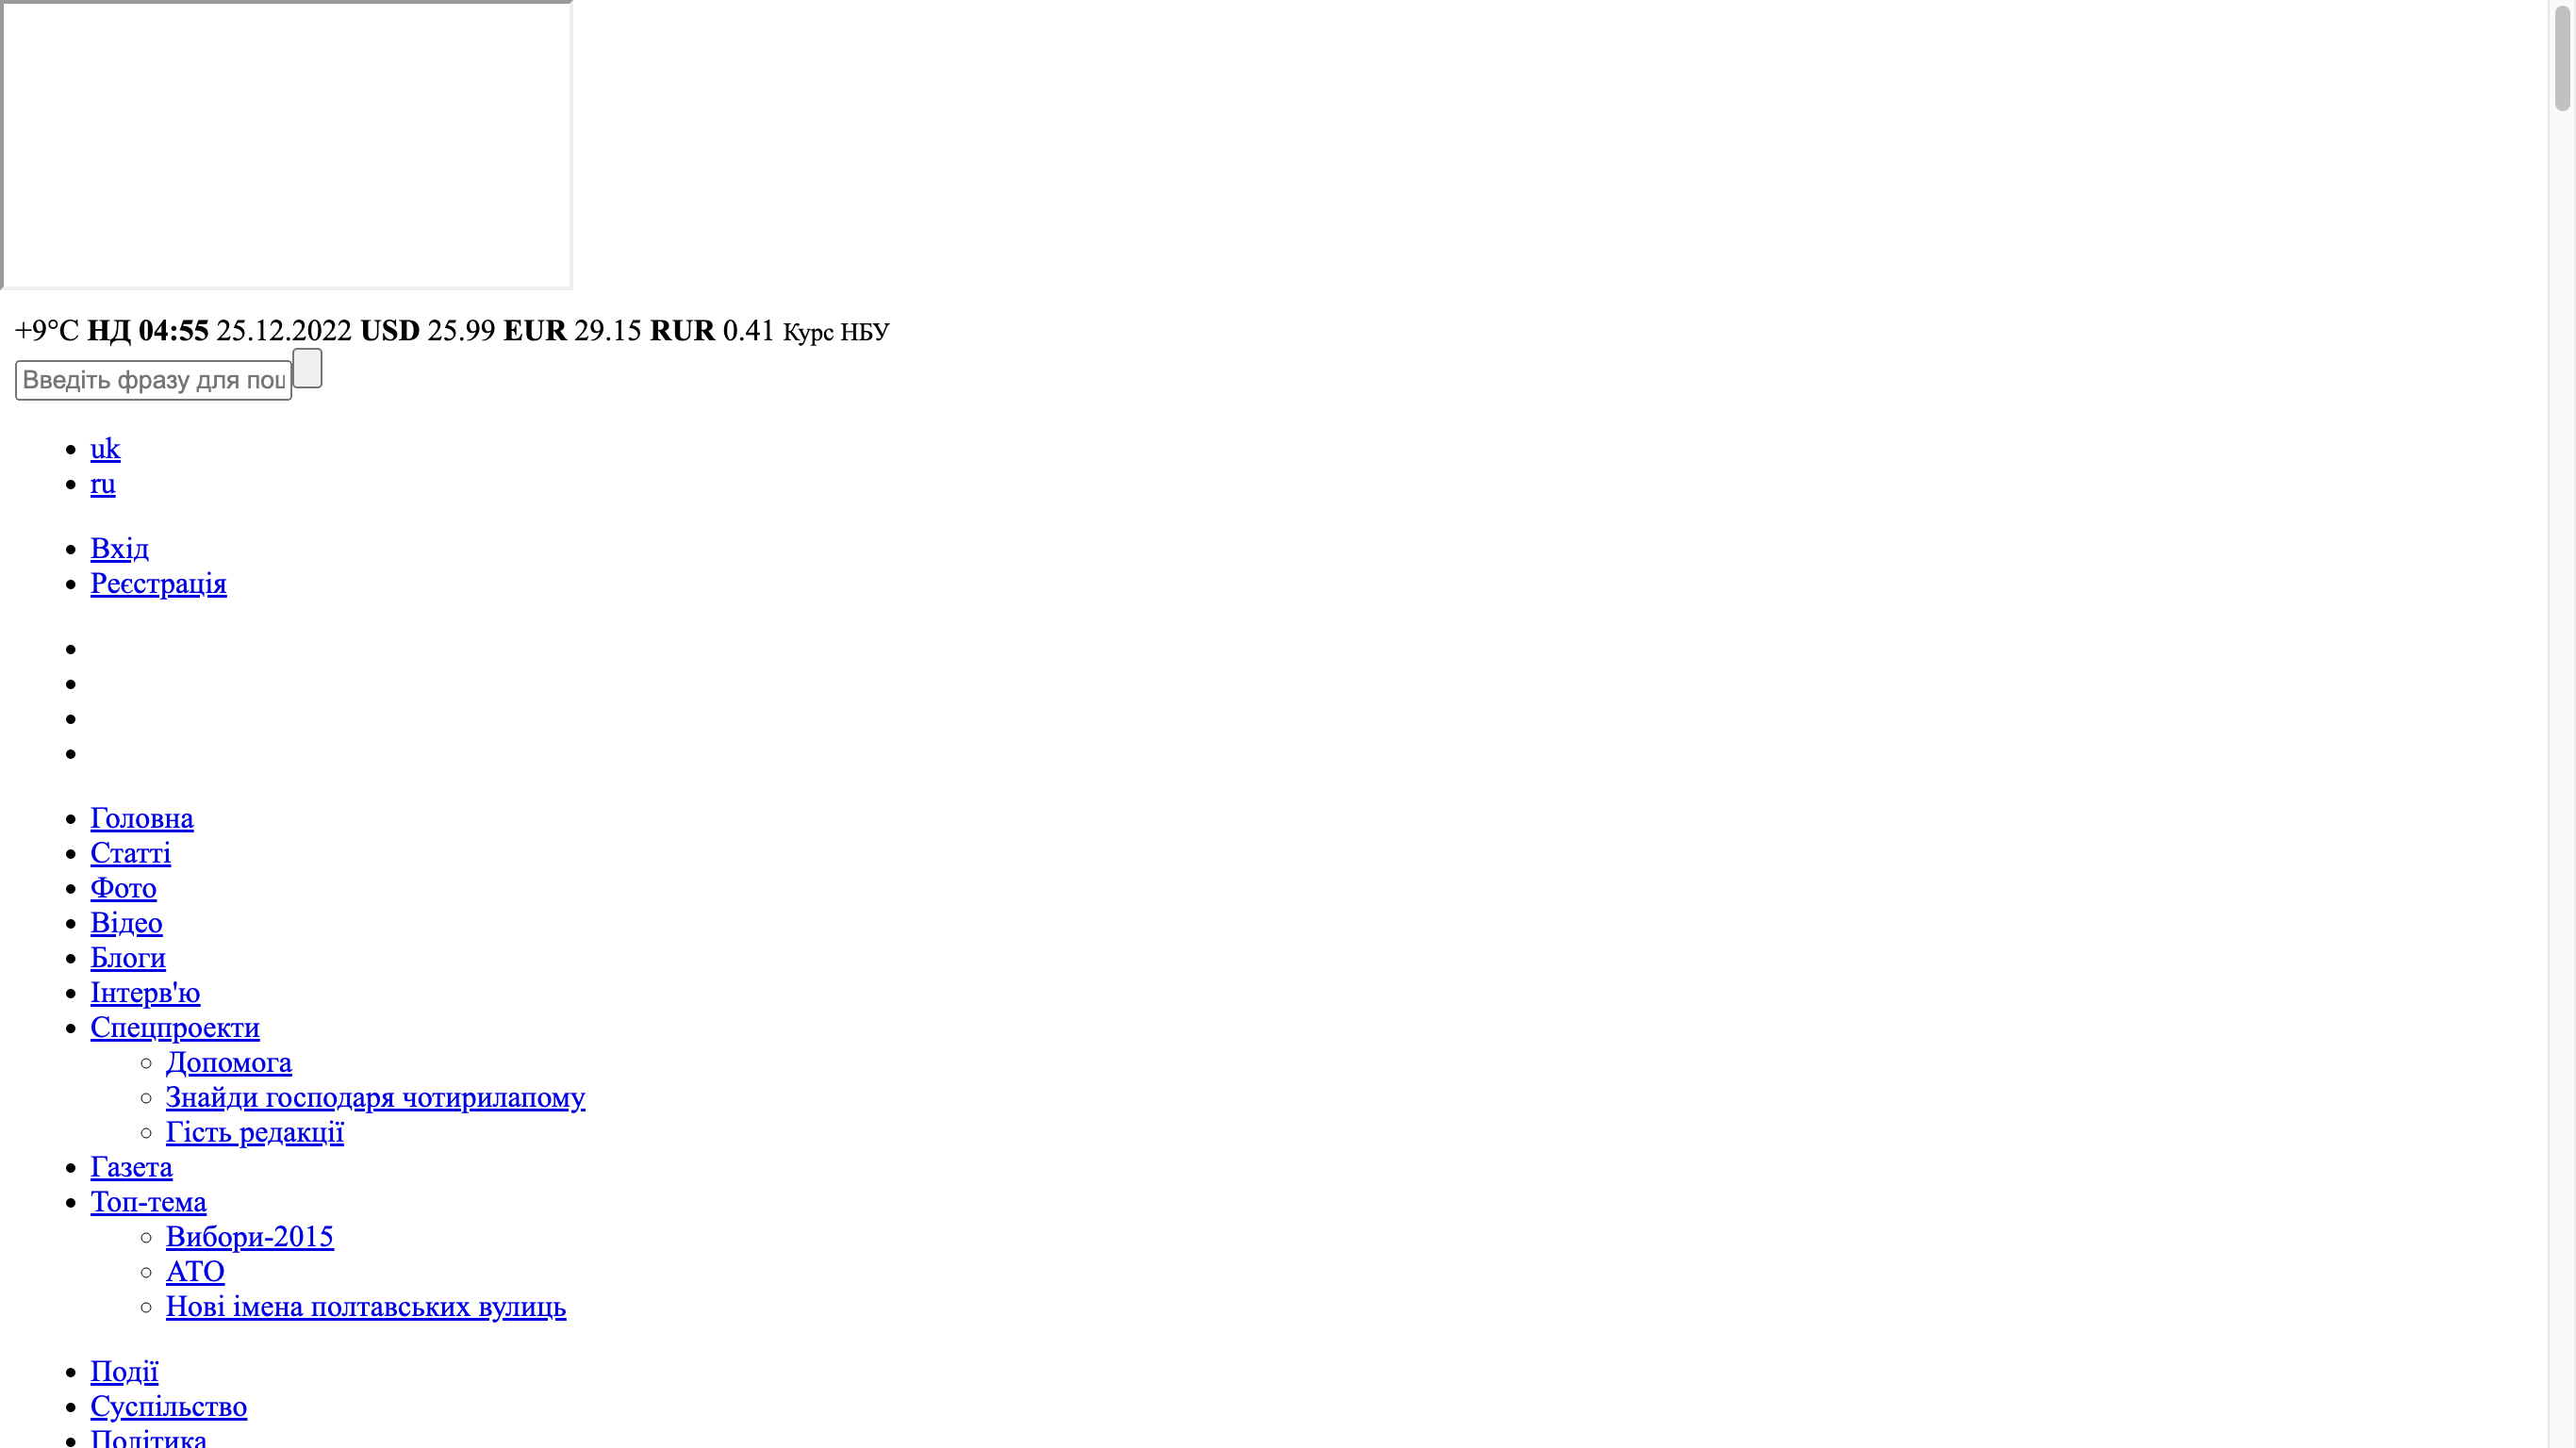 +9°C НД 04:55 25.12.2022 USD 25.99 EUR 29.15 RUR 0.41 Курс НБУ
Введіть фразу для пош
uk
ru
Вхід
Реєстрація
Головна
Статті
Фото
Відео
Блоги
Інтерв'ю
Спецпроекти
Допомога
Знайди господаря чотирилапому
Гість редакції
Газета
Топ-тема
Вибори-2015
АТО
Нові імена полтавських вулиць
Події
Суспільство
Політика